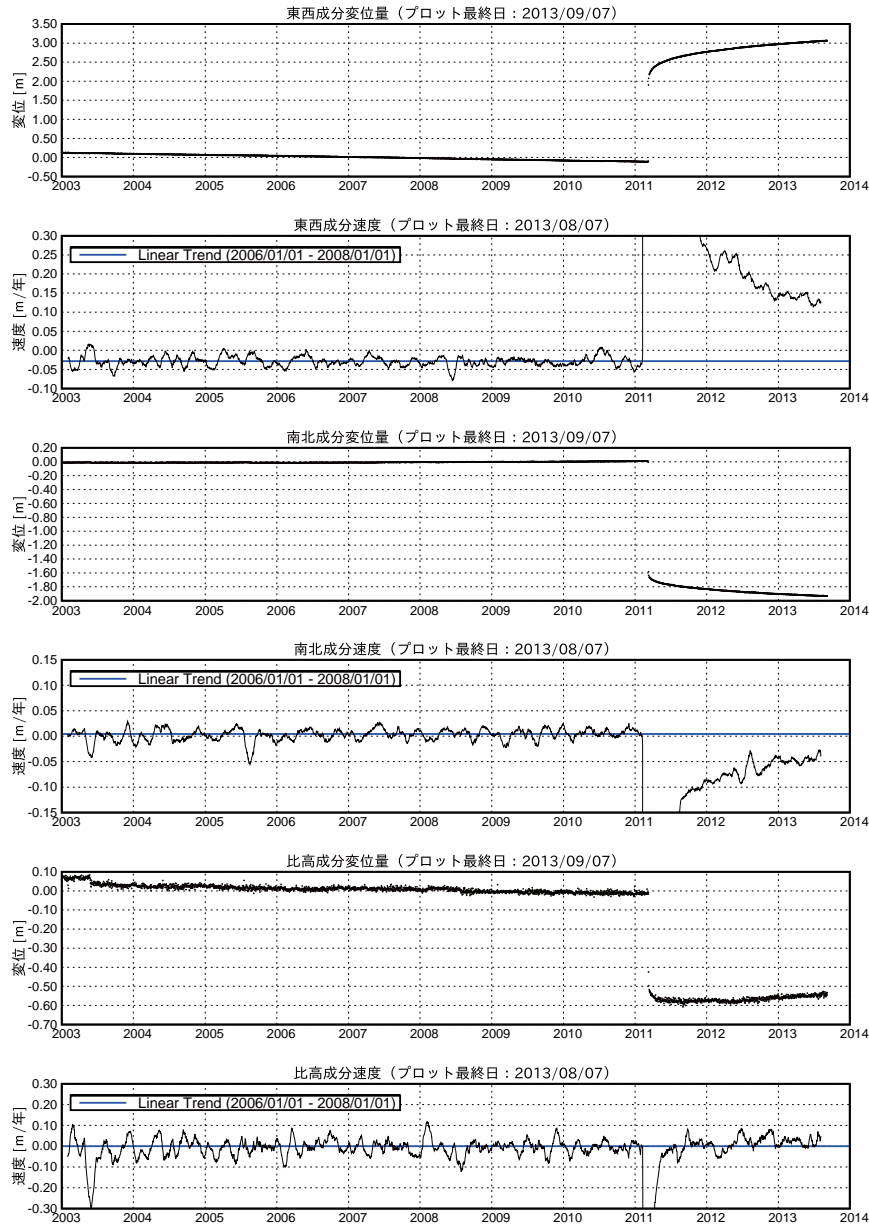 東西成分変位量（プロット最終日：2013/09/07）
3.50
3.00
2.50
2.00
1.50
1.00
0.50
0.00
-0.50
変位 [m]
2003 2004 2005 2006 2007 2008 2009 2010 2011 2012 2013 2014
東西成分速度（プロット最終日：2013/08/07）
0.30
0.25
0.20
0.15
0.10
0.05
0.00
-0.05
-0.10
速度 [m/年]
Linear Trend (2006/01/01 - 2008/01/01)
2003 2004 2005 2006 2007 2008 2009 2010 2011 2012 2013 2014
南北成分変位量（プロット最終日：2013/09/07）
0.20
0.00
-0.20
-0.40
-0.60
-0.80
-1.00
-1.20
-1.40
-1.60
-1.80
-2.00
変位 [m]
2003 2004 2005 2006 2007 2008 2009 2010 2011 2012 2013 2014
南北成分速度（プロット最終日：2013/08/07）
0.15
0.10
0.05
0.00
-0.05
-0.10
-0.15
速度 [m/年]
Linear Trend (2006/01/01 - 2008/01/01)
2003 2004 2005 2006 2007 2008 2009 2010 2011 2012 2013 2014
比高成分変位量（プロット最終日：2013/09/07）
0.10
0.00
-0.10
-0.20
-0.30
-0.40
-0.50
-0.60
-0.70
変位 [m]
2003 2004 2005 2006 2007 2008 2009 2010 2011 2012 2013 2014
比高成分速度（プロット最終日：2013/08/07）
0.30
0.20
0.10
0.00
-0.10
-0.20
-0.30
速度 [m/年]
Linear Trend (2006/01/01 - 2008/01/01)
2003 2004 2005 2006 2007 2008 2009 2010 2011 2012 2013 2014